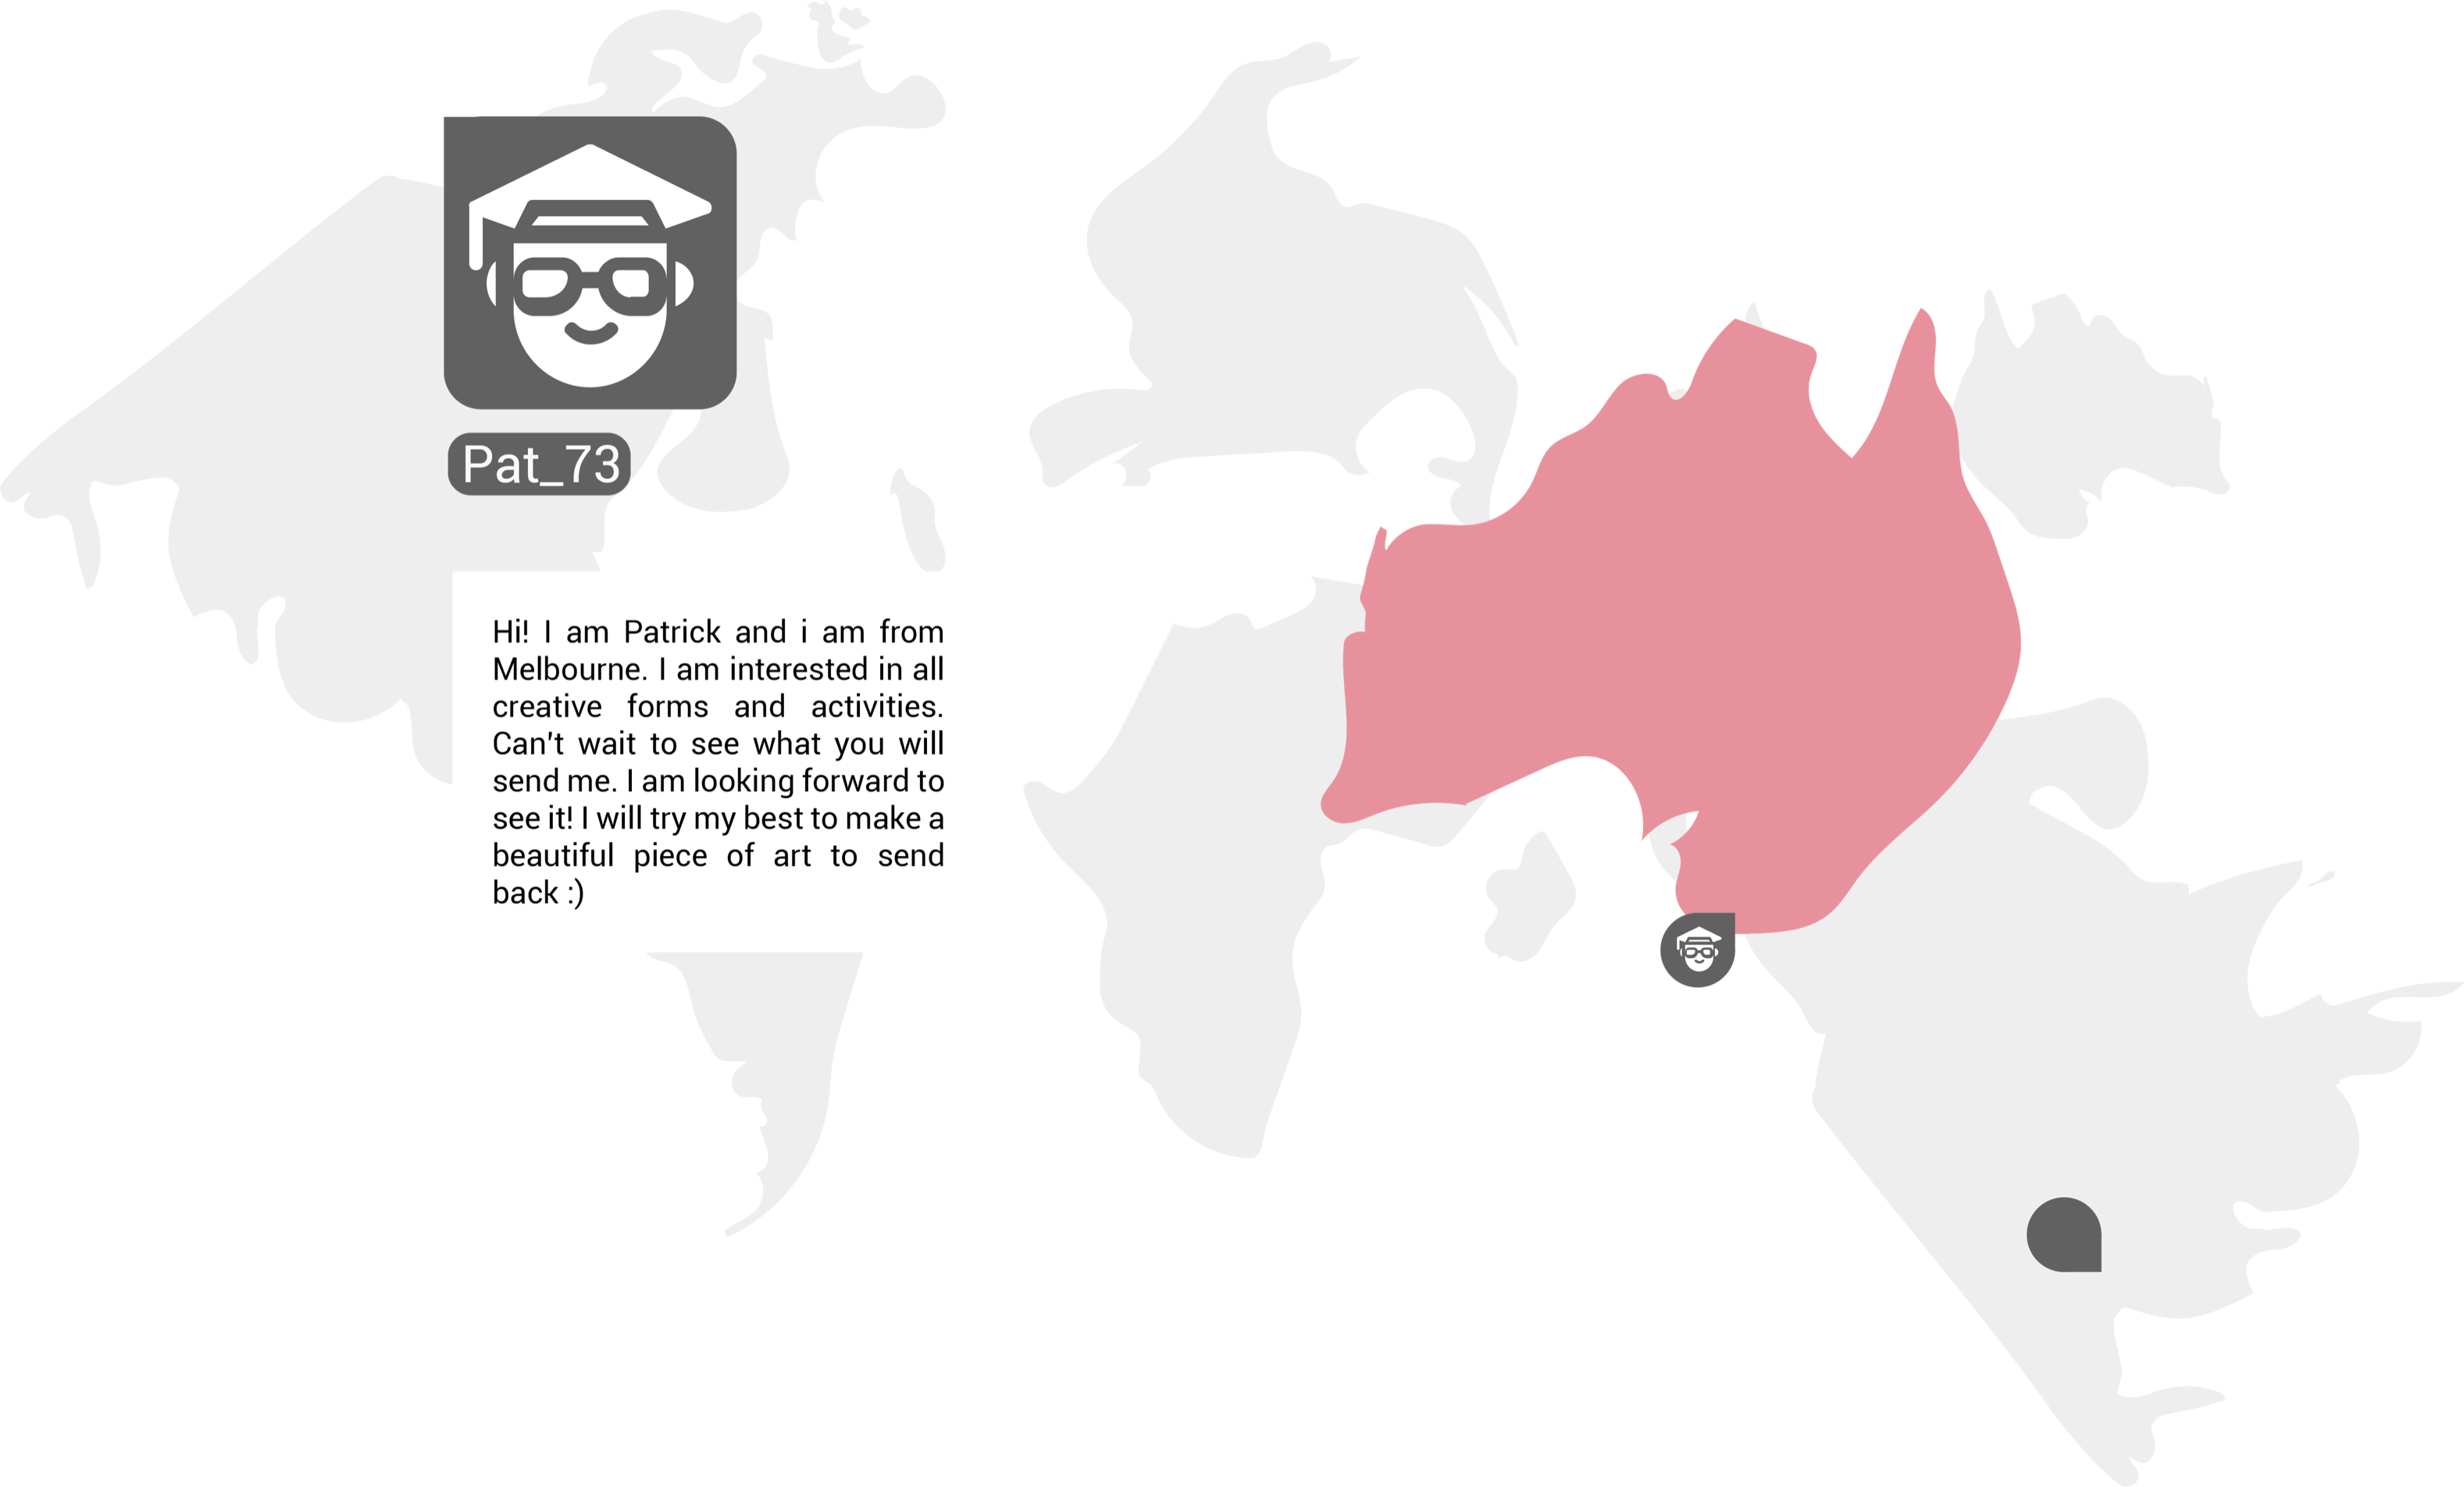 Pat_73
Hi! I am Patrick and i am from
Melbourne. I am interested in all
creative forms and activities.
Can't wait to see what you will
send me. I am looking forward to
see it! I will try my best to make a
beautiful piece of art to send
back :)